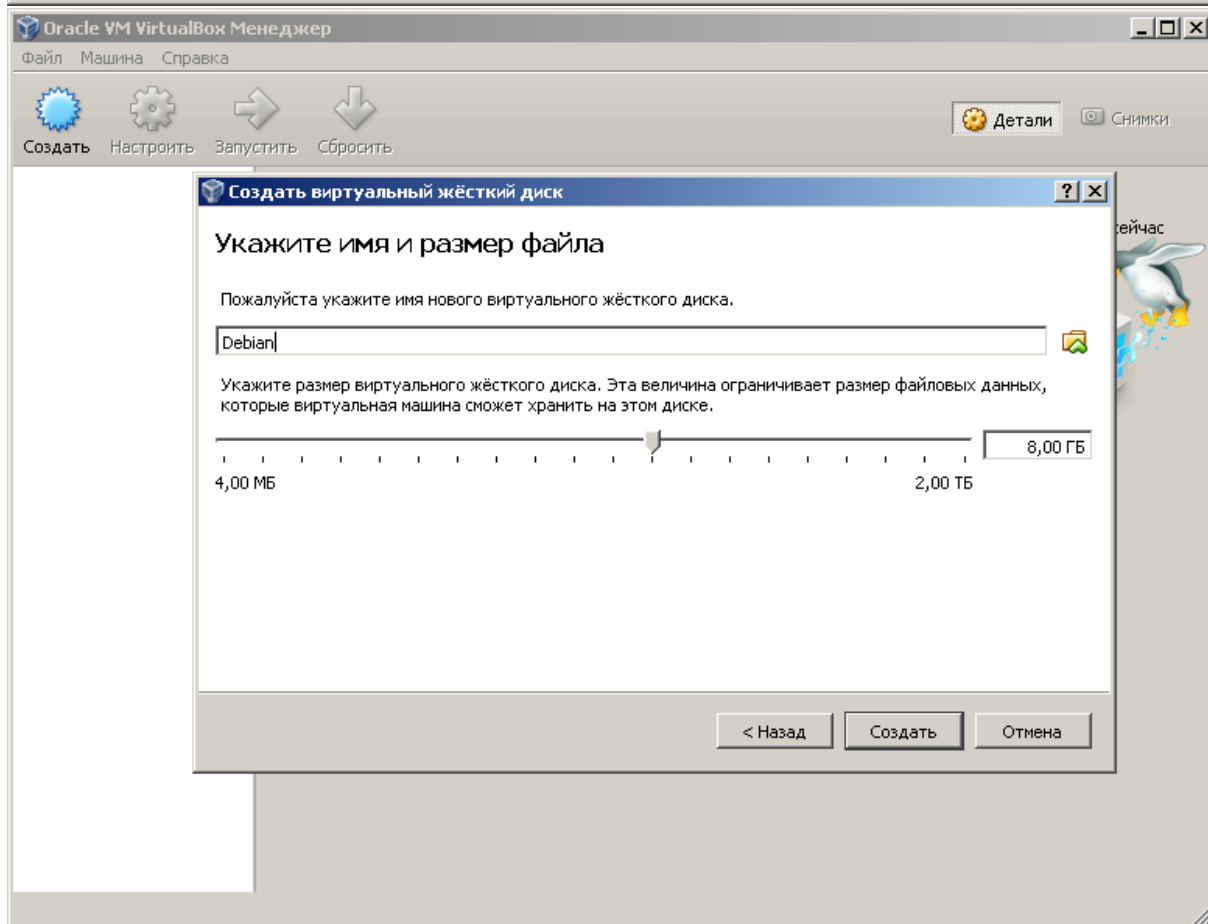 Oracle VM VirtualBox Менеджер
Файл Машина Справка
Создать Настроить Запустить Сбросить
Детали Снимки
Создать виртуальный жёсткий диск
сейчас
Укажите имя и размер файла
Пожалуйста укажите имя нового виртуального жёсткого диска.
Debian
Укажите размер виртуального жёсткого диска. Эта величина ограничивает размер файловых данных,
которые виртуальная машина сможет хранить на этом диске.
8,00 ГБ
4,00 МБ 2,00 ТБ
< Назад Создать Отмена